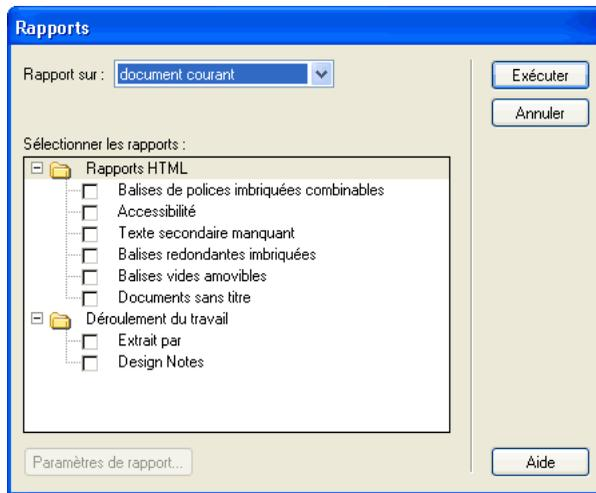 Rapports
Rapport sur : document courant
Exécuter
Annuler
Sélectionner les rapports :
Rapports HTML
Balises de polices imbriquées combinables
Accessibilité
Texte secondaire manquant
Balises redondantes imbriquées
Balises vides amovibles
Documents sans titre
Déroulement du travail
Extrait par
Design Notes
Paramètres de rapport...
Aide